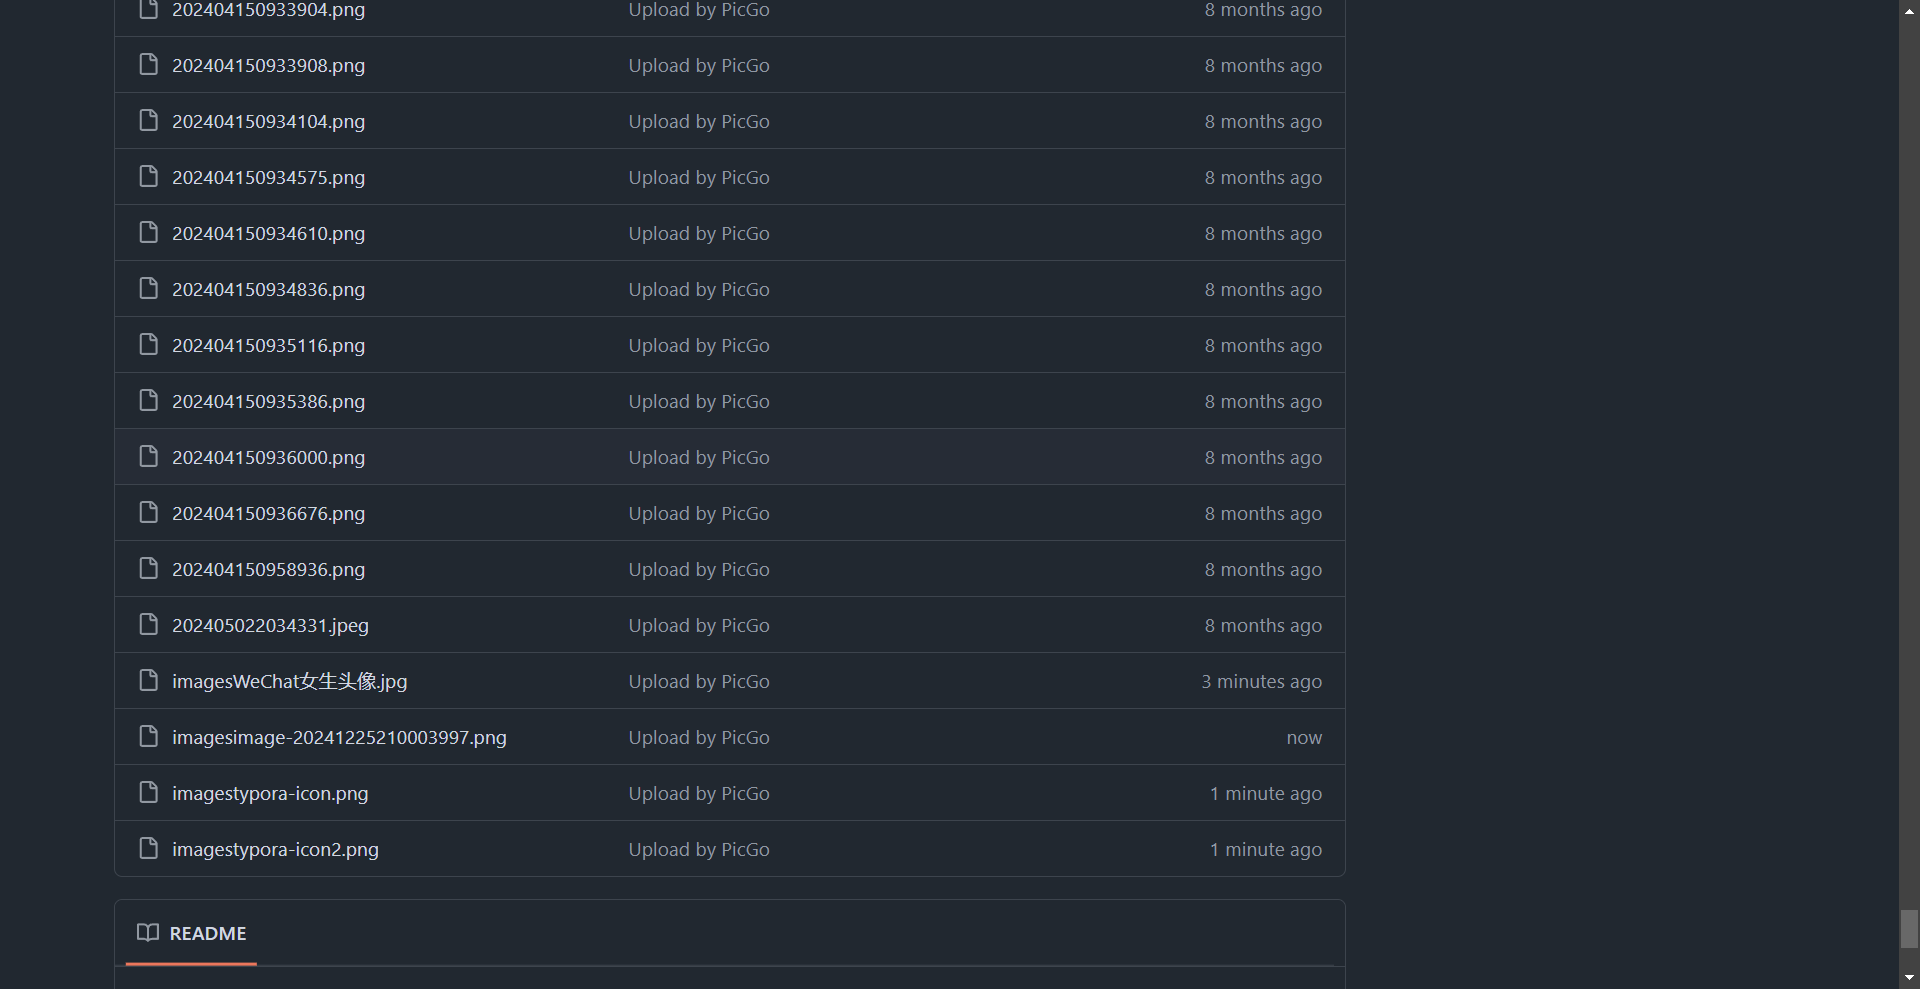 202404150933904.png Upload by PicGo 8 months ago
202404150933908.png Upload by PicGo 8 months ago
202404150934104.png Upload by PicGo 8 months ago
202404150934575.png Upload by PicGo 8 months ago
202404150934610.png Upload by PicGo 8 months ago
202404150934836.png Upload by PicGo 8 months ago
202404150935116.png Upload by PicGo 8 months ago
202404150935386.png Upload by PicGo 8 months ago
202404150936000.png Upload by PicGo 8 months ago
202404150936676.png Upload by PicGo 8 months ago
202404150958936.png Upload by PicGo 8 months ago
202405022034331.jpeg Upload by PicGo 8 months ago
imagesWeChat女生头像.jpg Upload by PicGo 3 minutes ago
imagesimage-20241225210003997.png Upload by PicGo now
imagestypora-icon.png Upload by PicGo 1 minute ago
imagestypora-icon2.png Upload by PicGo 1 minute ago
README